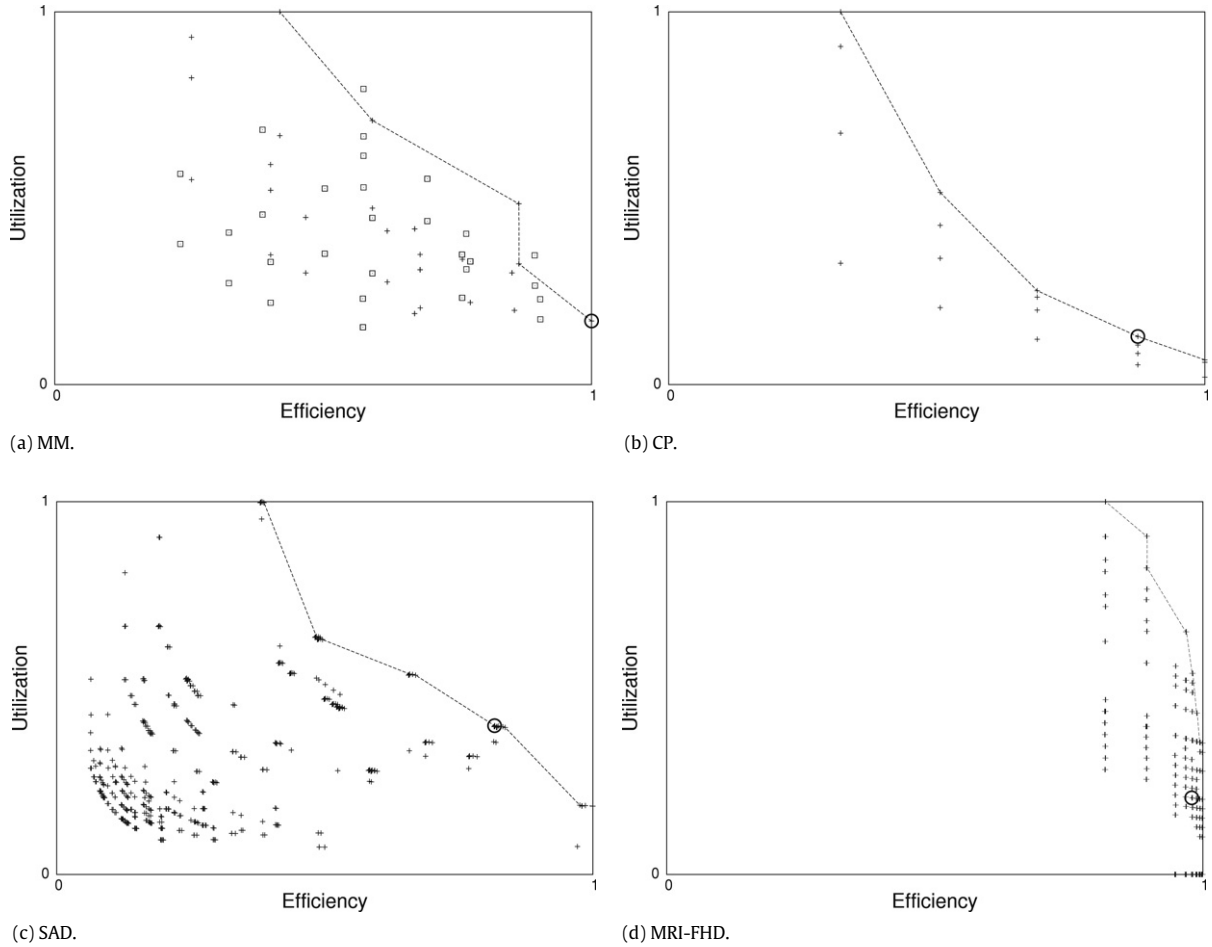 1
Utilization
0
0
Efficiency
1
(a) MM.
1
Utilization
0
0
Efficiency
1
(b) CP.
1
Utilization
0
0
Efficiency
1
(c) SAD.
1
Utilization
0
0
Efficiency
1
(d) MRI-FHD.